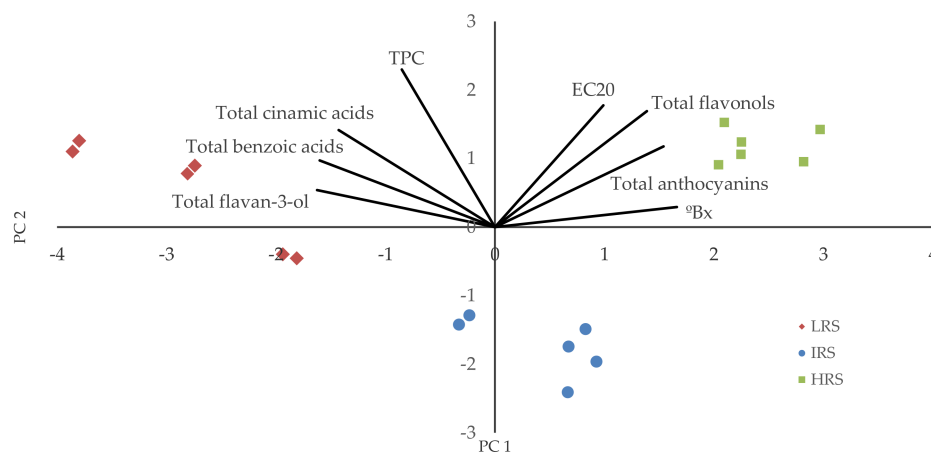 3
TPC
2
EC20
Total flavonols
Total cinamic acids
Total benzoic acids
1
Total anthocyanins
Total flavan-3-ol
ºBx
PC 2
0
-4 -3 -2 -1 0 1 2 3 4
-1
LRS
-2
IRS
HRS
-3
PC 1